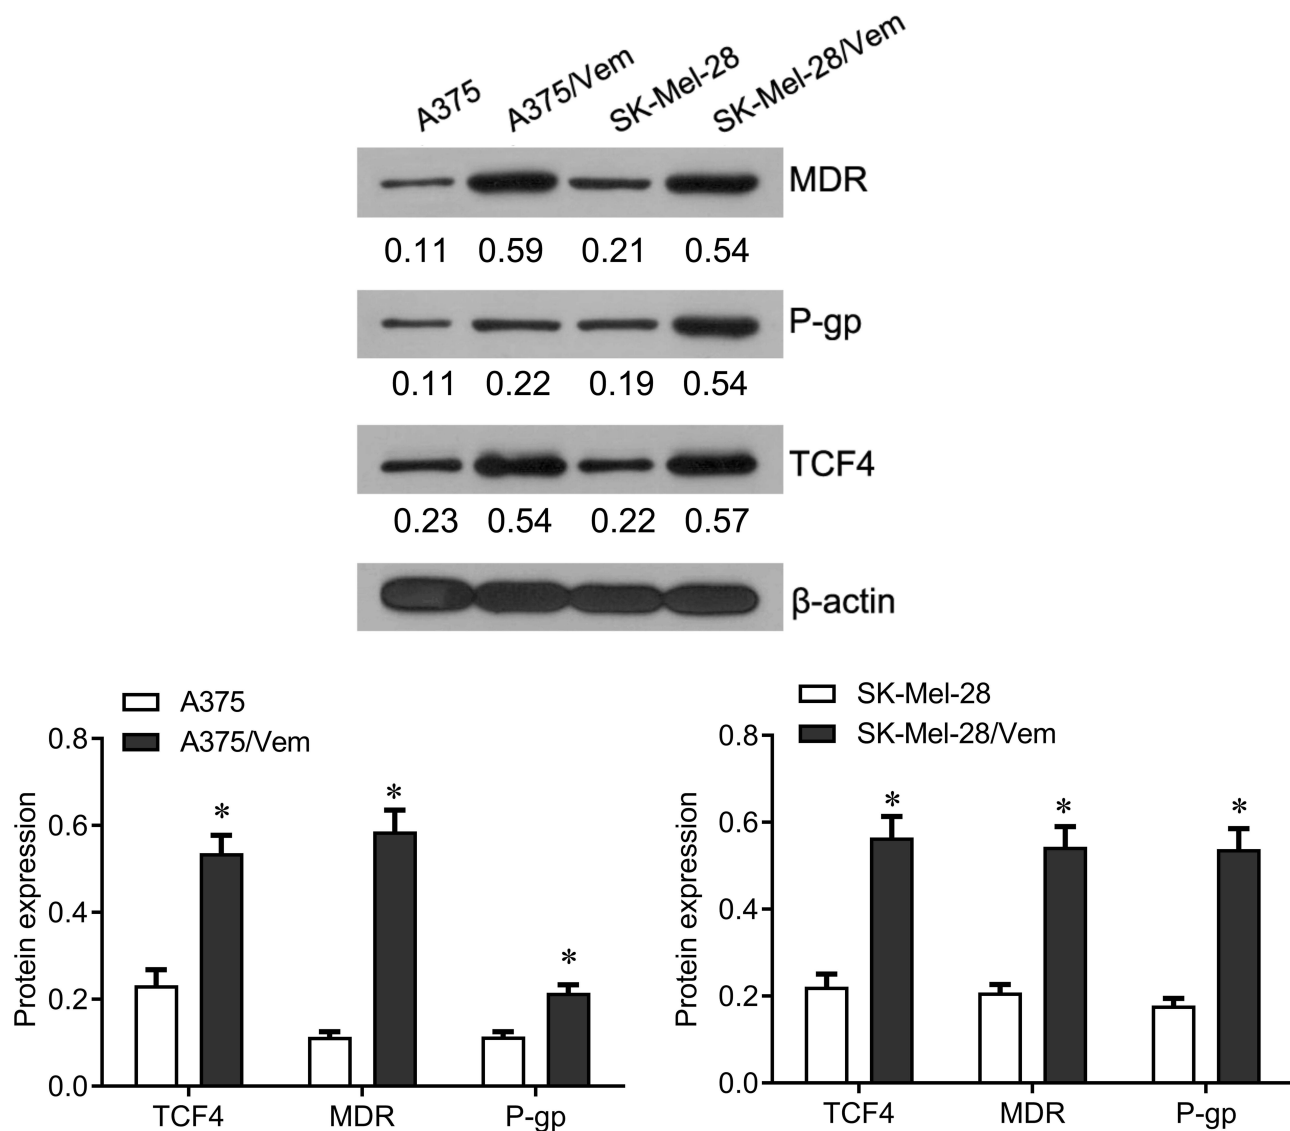 A375 A375/Vem SK-Mel-28 SK-Mel-28/Vem
MDR
0.11 0.59 0.21 0.54
P-gp
0.11 0.22 0.19 0.54
TCF4
0.23 0.54 0.22 0.57
β-actin
A375
A375/Vem
Protein expression
0.8
0.6
0.4
0.2
0.0
*
*
*
TCF4 MDR P-gp
SK-Mel-28
SK-Mel-28/Vem
Protein expression
0.8
0.6
0.4
0.2
0.0
*
*
*
TCF4 MDR P-gp